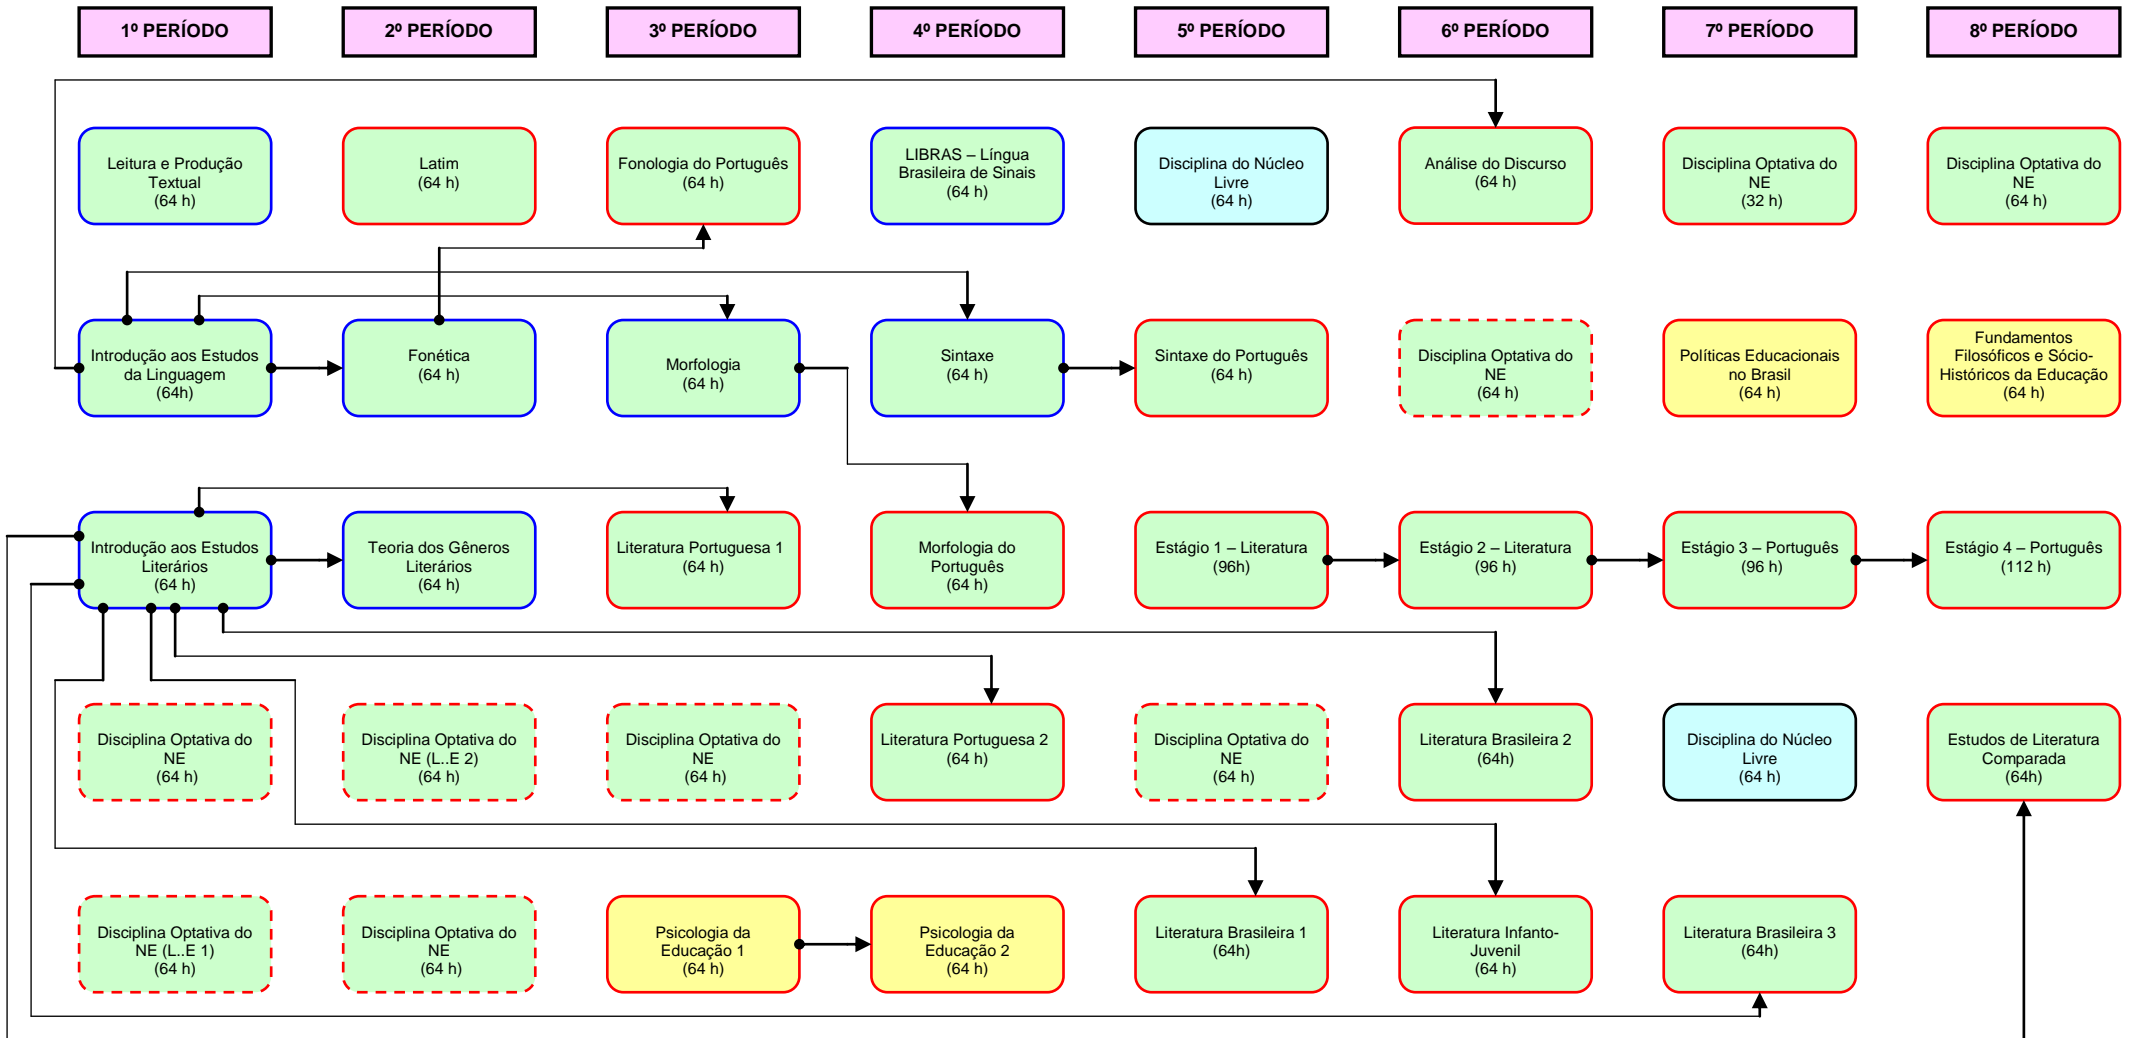 1º PERÍODO
2º PERÍODO
3º PERÍODO
4º PERÍODO
5º PERÍODO
6º PERÍODO
7º PERÍODO
8º PERÍODO
Leitura e Produção
Textual
(64 h)
Latim
(64 h)
Fonologia do Português
(64 h)
LIBRAS – Língua
Brasileira de Sinais
(64 h)
Disciplina do Núcleo
Livre
(64 h)
Análise do Discurso
(64 h)
Disciplina Optativa do
NE
(32 h)
Disciplina Optativa do
NE
(64 h)
Introdução aos Estudos
da Linguagem
(64h)
Fonética
(64 h)
Morfologia
(64 h)
Sintaxe
(64 h)
Sintaxe do Português
(64 h)
Disciplina Optativa do
NE
(64 h)
Políticas Educacionais
no Brasil
(64 h)
Fundamentos
Filosóficos e Sócio-
Históricos da Educação
(64 h)
Introdução aos Estudos
Literários
(64 h)
Teoria dos Gêneros
Literários
(64 h)
Literatura Portuguesa 1
(64 h)
Morfologia do
Português
(64 h)
Estágio 1 – Literatura
(96h)
Estágio 2 – Literatura
(96 h)
Estágio 3 – Português
(96 h)
Estágio 4 – Português
(112 h)
Disciplina Optativa do
NE
(64 h)
Disciplina Optativa do
NE (L..E 2)
(64 h)
Disciplina Optativa do
NE
(64 h)
Literatura Portuguesa 2
(64 h)
Disciplina Optativa do
NE
(64 h)
Literatura Brasileira 2
(64h)
Disciplina do Núcleo
Livre
(64 h)
Estudos de Literatura
Comparada
(64h)
Disciplina Optativa do
NE (L..E 1)
(64 h)
Disciplina Optativa do
NE
(64 h)
Psicologia da
Educação 1
(64 h)
Psicologia da
Educação 2
(64 h)
Literatura Brasileira 1
(64h)
Literatura Infanto-
Juvenil
(64 h)
Literatura Brasileira 3
(64h)